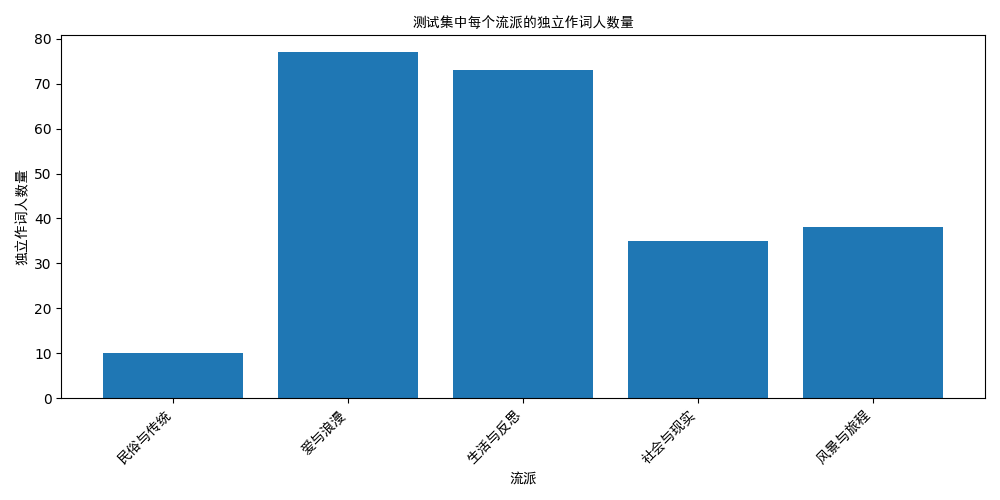 测试集中每个流派的独立作词人数量
独立作词人数量
80
70
60
50
40
30
20
10
0
民俗与传统
爱与浪漫
生活与反思
社会与现实
风景与旅程
流派